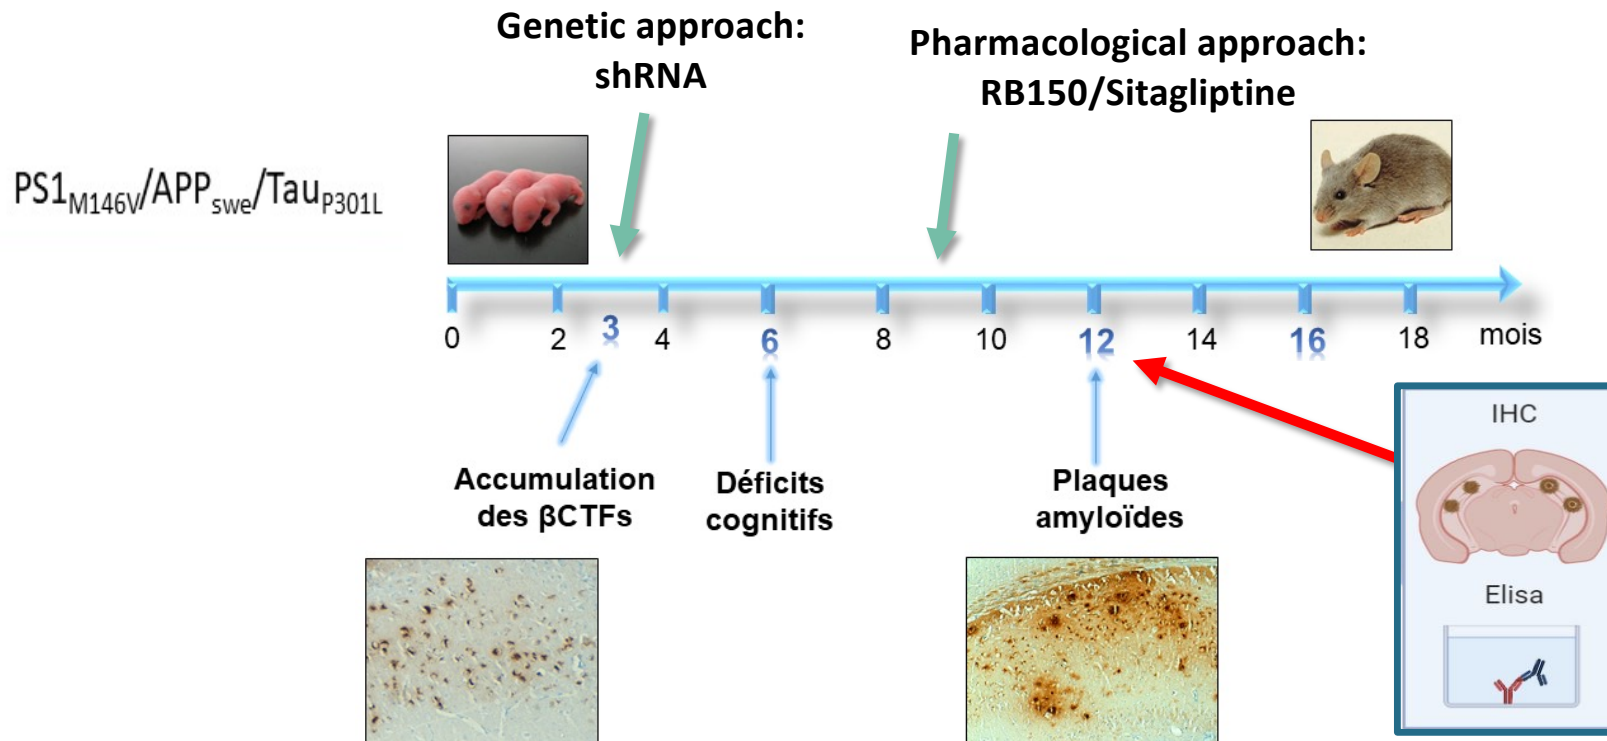 Genetic approach:
shRNA
Pharmacological approach:
RB150/Sitagliptine
PS1M146V/APPswe/TauP301L
0 2 3 4 6 8 10 12 14 16 18 mois
Accumulation
des βCTFs
Déficits
cognitifs
Plaques
amyloïdes
IHC
Elisa